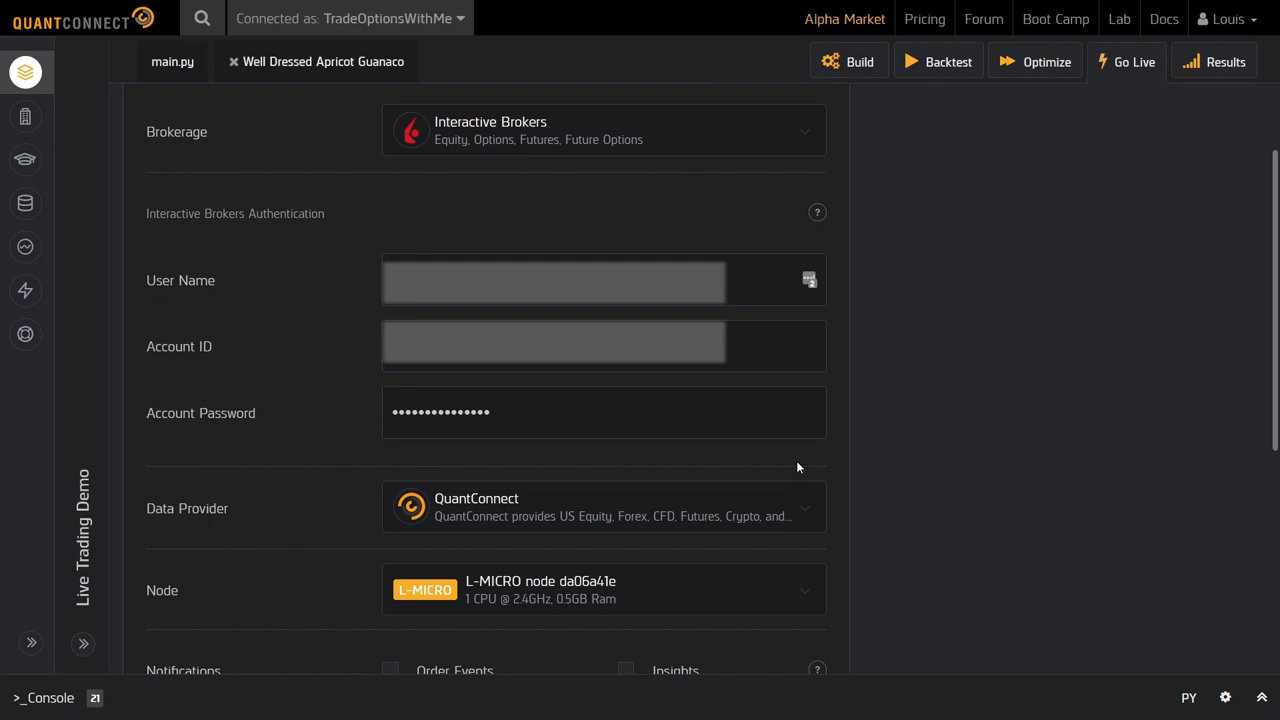 QUANTCONNECT
Connected as: TradeOptionsWithMe
Alpha Market
Pricing
Forum
Boot Camp
Lab
Docs
Louis
main.py
Well Dressed Apricot Guanaco
Build
Backtest
Optimize
Go Live
Results
Brokerage
Interactive Brokers
Equity, Options, Futures, Future Options
Interactive Brokers Authentication
?
User Name
2
Account ID
Account Password
•••••••••••••••
Data Provider
QuantConnect
QuantConnect provides US Equity, Forex, CFD, Futures, Crypto, and...
Node
L-MICRO
L-MICRO node da06a41e
1 CPU @ 2.4GHz, 0.5GB Ram
Notifications
Order Events
Insights
?
Live Trading Demo
>_Console
21
PY